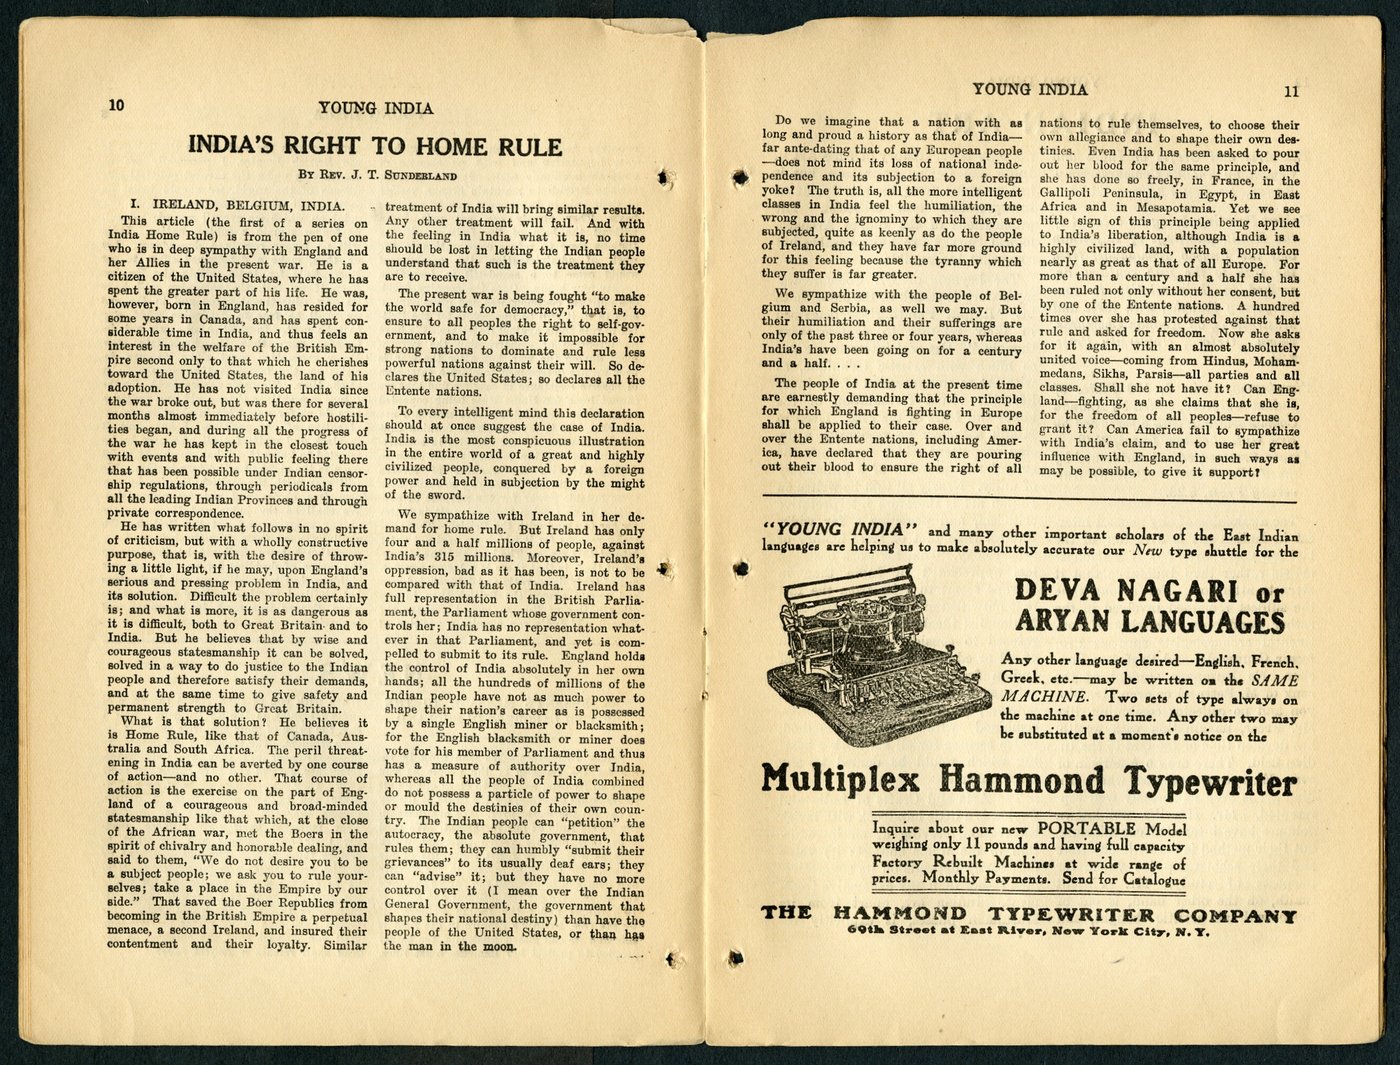 10
YOUNG INDIA
INDIA'S RIGHT TO HOME RULE
BY REV. J. T. SUNDERLAND
I. IRELAND, BELGIUM, INDIA.
This article (the first of a series on
India Home Rule) is from the pen of one
who is in deep sympathy with England and
her Allies in the present war. He is a
citizen of the United States, where he has
spent the greater part of his life. He was,
however, born in England, has resided for
some years in Canada, and has spent con-
siderable time in India, and thus feels an
interest in the welfare of the British Em-
pire second only to that which he cherishes
toward the United States, the land of his
adoption. He has not visited India since
the war broke out, but was there for several
months almost immediately before hostili-
ties began, and during all the progress of
the war he has kept in the closest touch
with events and with public feeling there
that has been possible under Indian censor-
ship regulations, through periodicals from
all the leading Indian Provinces and through
private correspondence.
He has written what follows in no spirit
of criticism, but with a wholly constructive
purpose, that is, with the desire of throw-
ing a little light, if he may, upon England's
serious and pressing problem in India, and
its solution. Difficult the problem certainly
is; and what is more, it is as dangerous as
it is difficult, both to Great Britain and to
India. But he believes that by wise and
courageous statesmanship it can be solved,
solved in a way to do justice to the Indian
people and therefore satisfy their demands,
and at the same time to give safety and
permanent strength to Great Britain.
What is that solution? He believes it
is Home Rule, like that of Canada, Aus-
tralia and South Africa. The peril threat-
ening in India can be averted by one course
of action—and no other. That course of
action is the exercise on the part of Eng-
land of a courageous and broad-minded
statesmanship like that which, at the close
of the African war, met the Boers in the
spirit of chivalry and honorable dealing, and
said to them, "We do not desire you to be
a subject people; we ask you to rule your-
selves; take a place in the Empire by our
side." That saved the Boer Republics from
becoming in the British Empire a perpetual
menace, a second Ireland, and insured their
contentment and their loyalty. Similar
treatment of India will bring similar results.
Any other treatment will fail. And with
the feeling in India what it is, no time
should be lost in letting the Indian people
understand that such is the treatment they
are to receive.
The present war is being fought "to make
the world safe for democracy," that is, to
ensure to all peoples the right to self-gov-
ernment, and to make it impossible for
strong nations to dominate and rule less
powerful nations against their will. So de-
clares the United States; so declares all the
Entente nations.
To every intelligent mind this declaration
should at once suggest the case of India.
India is the most conspicuous illustration
in the entire world of a great and highly
civilized people, conquered by a foreign
power and held in subjection by the might
of the sword.
We sympathize with Ireland in her de-
mand for home rule. But Ireland has only
four and a half millions of people, against
India's 315 millions. Moreover, Ireland's
oppression, bad as it has been, is not to be
compared with that of India. Ireland has
full representation in the British Parlia-
ment, the Parliament whose government con-
trols her; India has no representation what-
ever in that Parliament, and yet is com-
pelled to submit to its rule. England holds
the control of India absolutely in her own
hands; all the hundreds of millions of the
Indian people have not as much power to
shape their nation's career as is possessed
by a single English miner or blacksmith;
for the English blacksmith or miner does
vote for his member of Parliament and thus
has a measure of authority over India,
whereas all the people of India combined
do not possess a particle of power to shape
or mould the destinies of their own coun-
try. The Indian people can "petition" the
autocracy, the absolute government, that
rules them; they can humbly "submit their
grievances" to its usually deaf ears; they
can "advise" it; but they have no more
control over it (I mean over the Indian
General Government, the government that
shapes their national destiny) than have the
people of the United States, or than has
the man in the moon.
YOUNG INDIA
11
Do we imagine that a nation with as
long and proud a history as that of India—
far ante-dating that of any European people
—does not mind its loss of national inde-
pendence and its subjection to a foreign
yoke? The truth is, all the more intelligent
classes in India feel the humiliation, the
wrong and the ignominy to which they are
subjected, quite as keenly as do the people
of Ireland, and they have far more ground
for this feeling because the tyranny which
they suffer is far greater.
We sympathize with the people of Bel-
gium and Serbia, as well we may. But
their humiliation and their sufferings are
only of the past three or four years, whereas
India's have been going on for a century
and a half. . . .
The people of India at the present time
are earnestly demanding that the principle
for which England is fighting in Europe
shall be applied to their case. Over and
over the Entente nations, including Amer-
ica, have declared that they are pouring
out their blood to ensure the right of all
nations to rule themselves, to choose their
own allegiance and to shape their own des-
tinies. Even India has been asked to pour
out her blood for the same principle, and
she has done so freely, in France, in the
Gallipoli Peninsula, in Egypt, in East
Africa and in Mesapotamia. Yet we see
little sign of this principle being applied
to India's liberation, although India is a
highly civilized land, with a population
nearly as great as that of all Europe. For
more than a century and a half she has
been ruled not only without her consent, but
by one of the Entente nations. A hundred
times over she has protested against that
rule and asked for freedom. Now she asks
for it again, with an almost absolutely
united voice—coming from Hindus, Moham-
medans, Sikhs, Parsis—all parties and all
classes. Shall she not have it? Can Eng-
land—fighting, as she claims that she is,
for the freedom of all peoples—refuse to
grant it? Can America fail to sympathize
with India's claim, and to use her great
influence with England, in such ways as
may be possible, to give it support?
"YOUNG INDIA" and many other important scholars of the East Indian
languages are helping us to make absolutely accurate our New type shuttle for the
DEVA NAGARI or
ARYAN LANGUAGES
Any other language desired—English, French,
Greek, etc.—may be written on the SAME
MACHINE. Two sets of type always on
the machine at one time. Any other two may
be substituted at a moment's notice on the
Multiplex Hammond Typewriter
Inquire about our new PORTABLE Model
weighing only 11 pounds and having full capacity
Factory Rebuilt Machines at wide range of
prices. Monthly Payments. Send for Catalogue
THE HAMMOND TYPEWRITER COMPANY
69th Street at East River, New York City, N. Y.